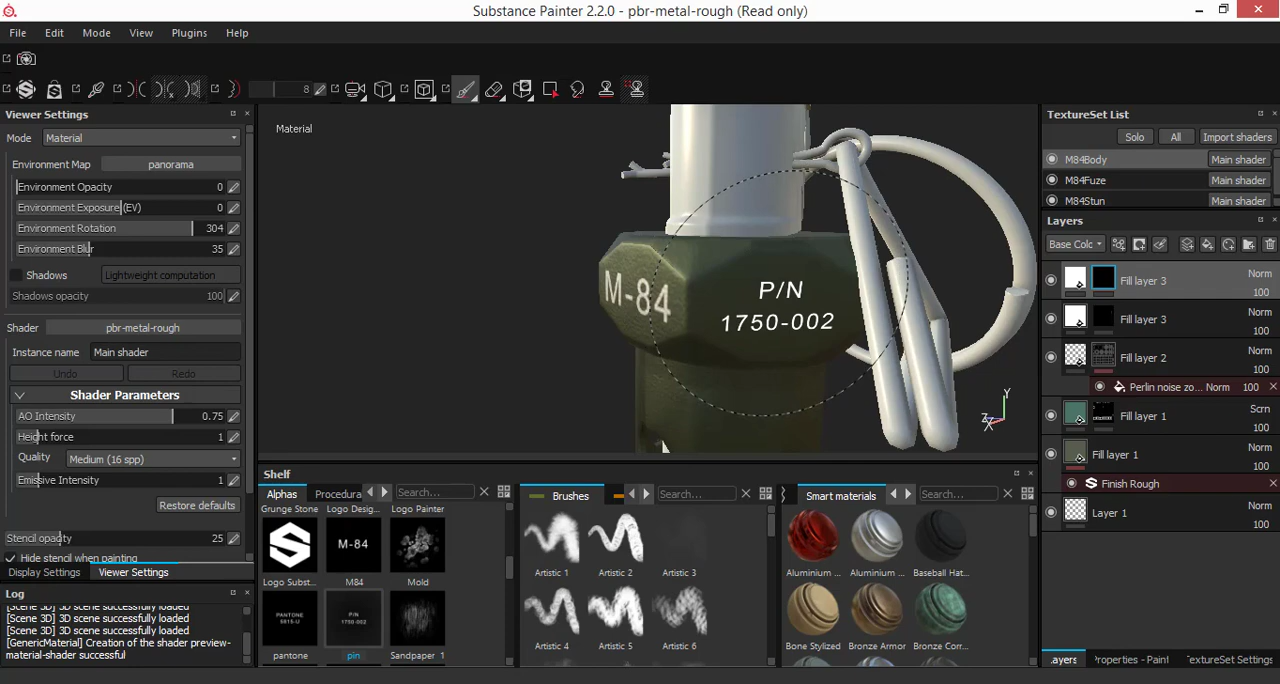 Substance Painter 2.2.0 - pbr-metal-rough (Read only)
File Edit Mode View Plugins Help
8
Viewer Settings
Mode Material
Environment Map panorama
Environment Opacity 0
Environment Exposure (EV) 0
Environment Rotation 304
Environment Blur 35
Shadows Lightweight computation
Shadows opacity 100
Shader pbr-metal-rough
Instance name Main shader
Undo Redo
Shader Parameters
AO Intensity 0.75
Height force 1
Quality Medium (16 spp)
Emissive Intensity 1
Restore defaults
Stencil opacity 25
Hide stencil when painting
Display Settings Viewer Settings
Log
[Scene 3D] 3D scene successfully loaded
[Scene 3D] 3D scene successfully loaded
[Scene 3D] 3D scene successfully loaded
[GenericMaterial] Creation of the shader preview-
material-shader successful
Material
M-84
P/N
1750-002
Y
Z
X
Shelf
Alphas Procedura Search...
Grunge Stone Logo Desig... Logo Painter
M-84
Logo Subst... M84 Mold
PANTONE
5815-U
P/N
1750-002
pantone pin Sandpaper 1
Brushes Search...
Artistic 1 Artistic 2 Artistic 3
Artistic 4 Artistic 5 Artistic 6
Smart materials Search...
Aluminium ... Aluminium ... Baseball Hat...
Bone Stylized Bronze Armor Bronze Corr...
TextureSet List
Solo All Import shaders
M84Body Main shader
M84Fuze Main shader
M84Stun Main shader
Layers
Base Colc
Fill layer 3 Norm 100
Fill layer 3 Norm 100
Fill layer 2 Norm 100
Perlin noise zo... Norm 100
Fill layer 1 Scrn 100
Fill layer 1 Norm 100
Finish Rough
Layer 1 Norm 100
.ayers ?roperties - Paint TextureSet Settings